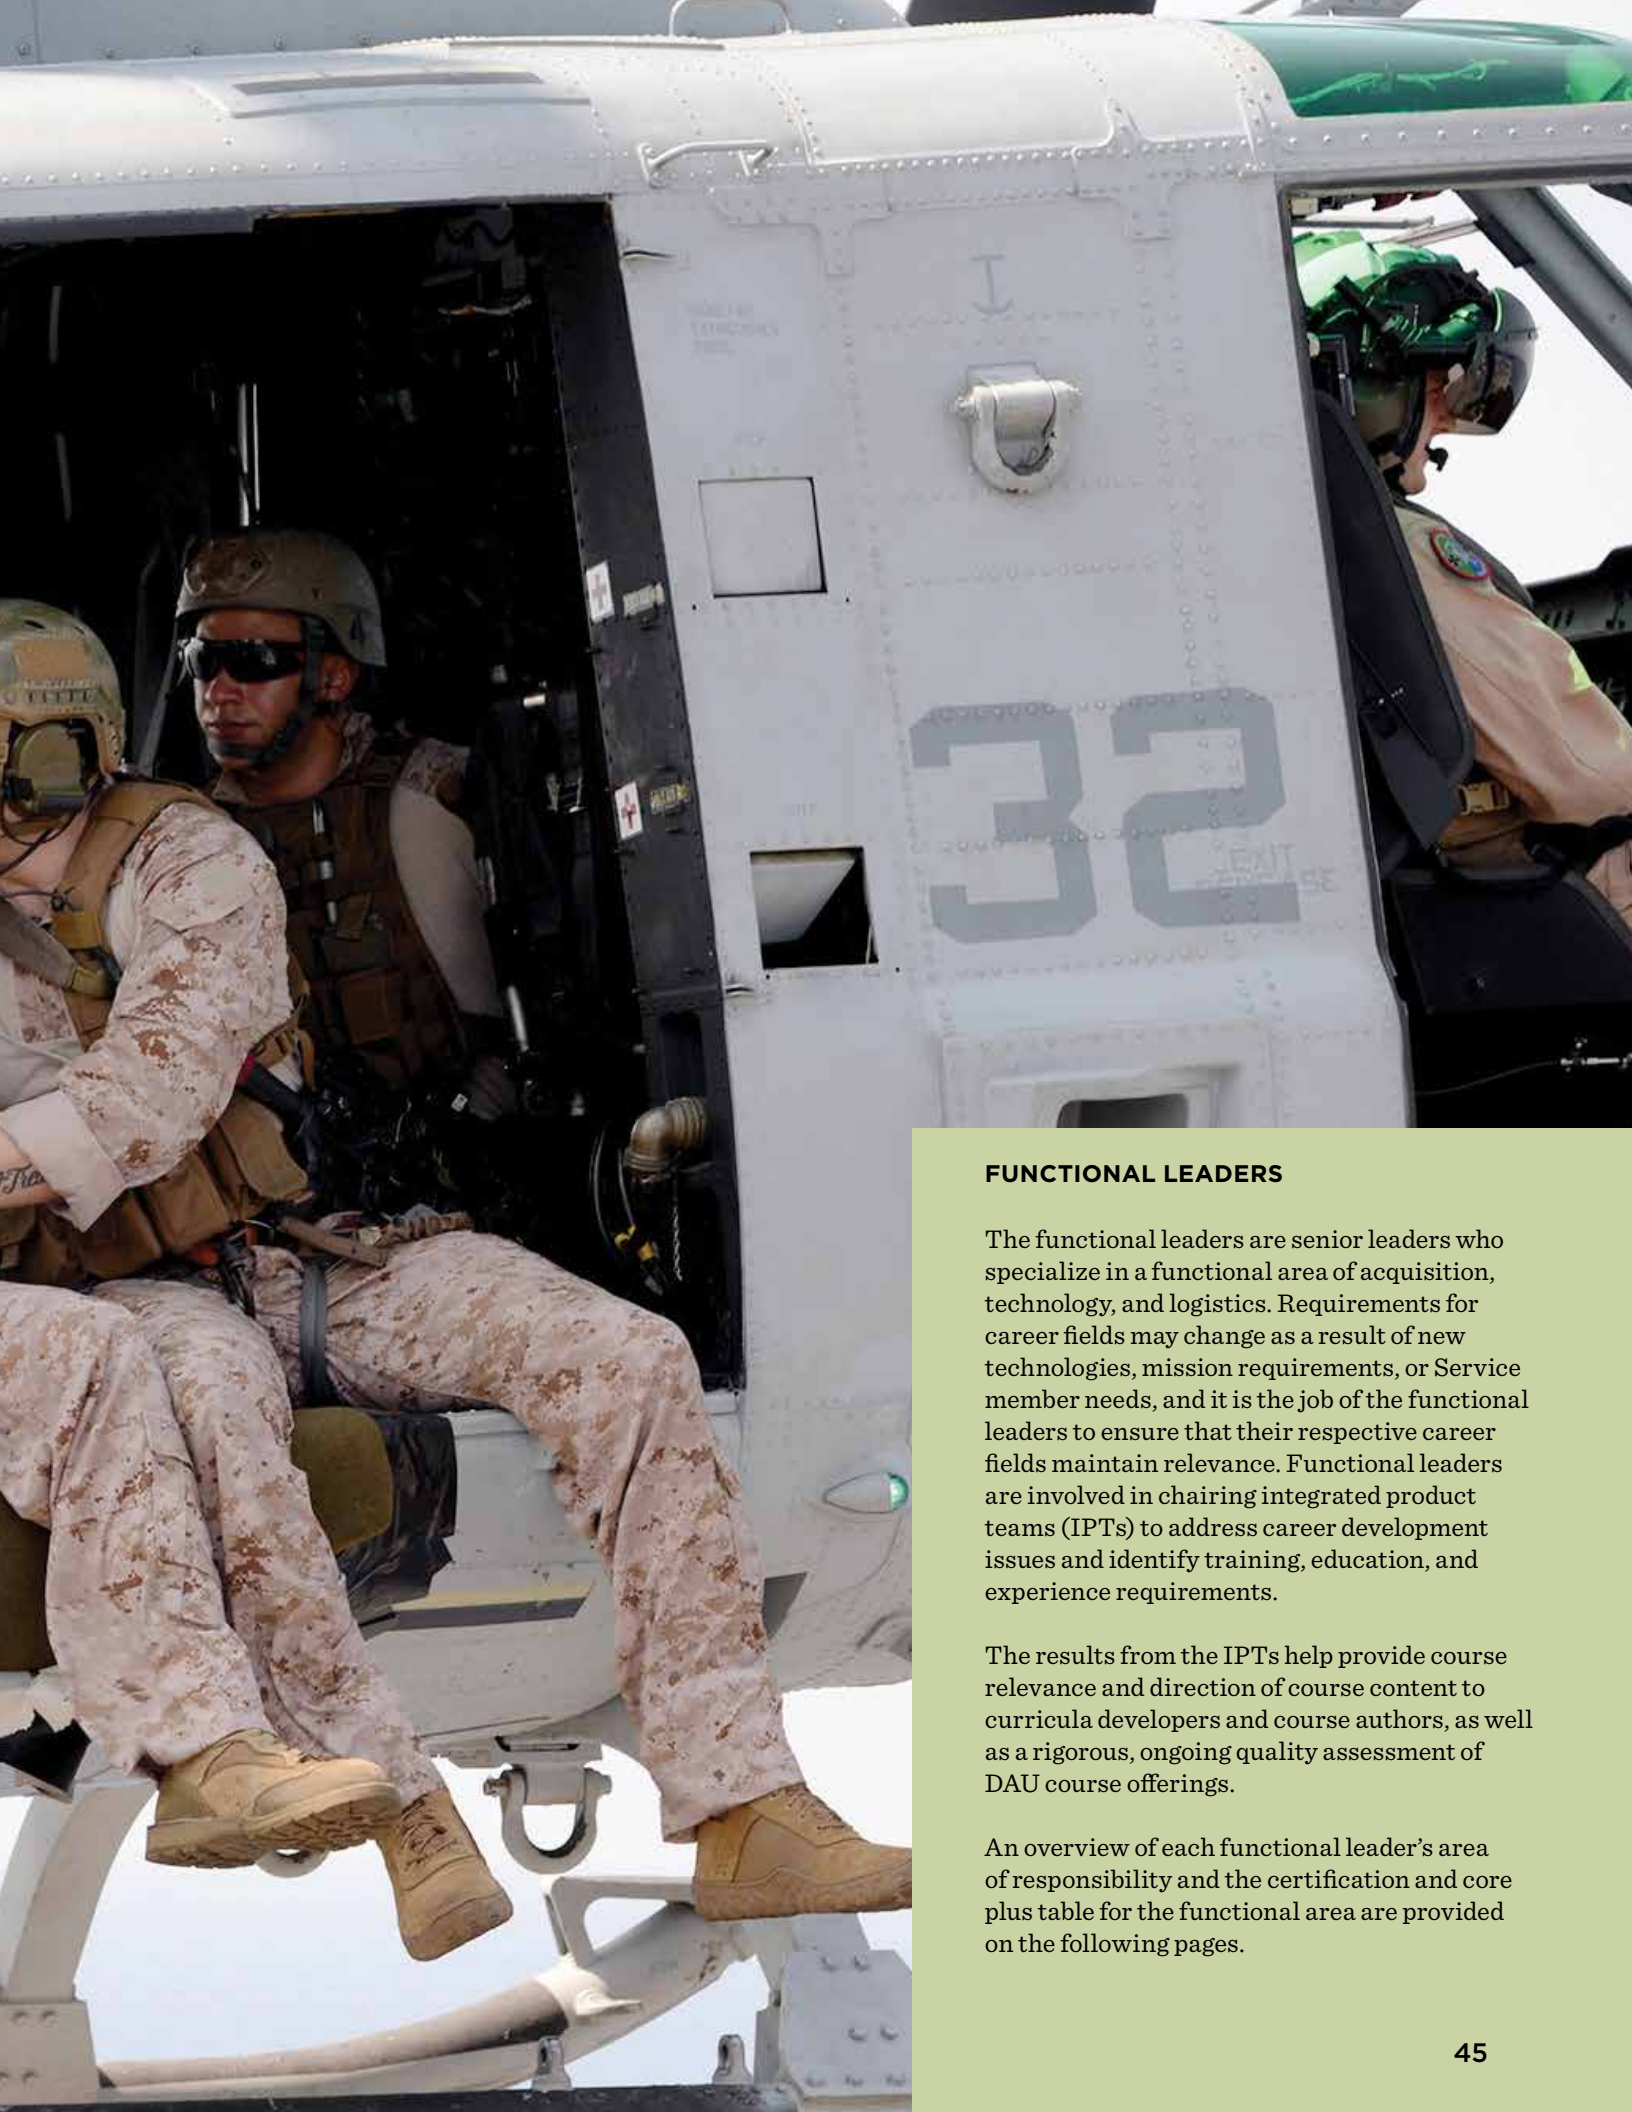 32
EXIT
FUNCTIONAL LEADERS
The functional leaders are senior leaders who
specialize in a functional area of acquisition,
technology, and logistics. Requirements for
career fields may change as a result of new
technologies, mission requirements, or Service
member needs, and it is the job of the functional
leaders to ensure that their respective career
fields maintain relevance. Functional leaders
are involved in chairing integrated product
teams (IPTs) to address career development
issues and identify training, education, and
experience requirements.
The results from the IPTs help provide course
relevance and direction of course content to
curricula developers and course authors, as well
as a rigorous, ongoing quality assessment of
DAU course offerings.
An overview of each functional leader’s area
of responsibility and the certification and core
plus table for the functional area are provided
on the following pages.
45